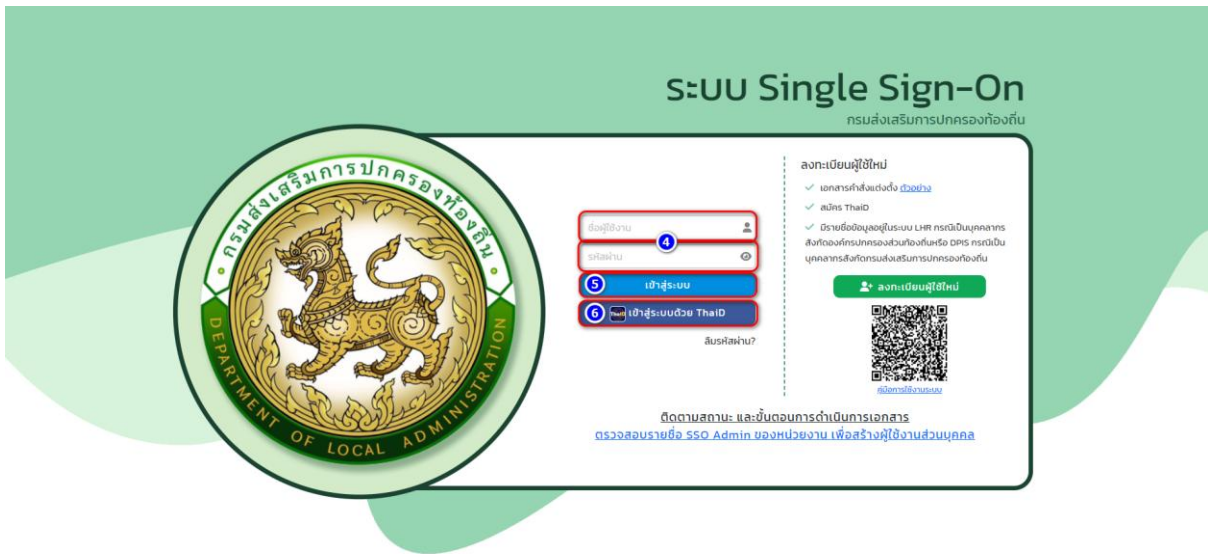 ระบบ Single Sign-On
กรมส่งเสริมการปกครองท้องถิ่น
กรมส่งเสริมการปกครองท้องถิ่น
DEPARTMENT OF LOCAL ADMINISTRATION
ชื่อผู้ใช้งาน
4
รหัสผ่าน
5 เข้าสู่ระบบ
6 ThaiD เข้าสู่ระบบด้วย ThaiD
ลืมรหัสผ่าน?
ลงทะเบียนผู้ใช้ใหม่
เอกสารคำสั่งแต่งตั้ง ตัวอย่าง
สมัคร ThaiD
มีรายชื่อข้อมูลอยู่ในระบบ LHR กรณีเป็นบุคคลากร
สังกัดองค์กรปกครองส่วนท้องถิ่นหรือ DPIS กรณีเป็น
บุคคลากรสังกัดกรมส่งเสริมการปกครองท้องถิ่น
ลงทะเบียนผู้ใช้ใหม่
คู่มือการใช้งานระบบ
ติดตามสถานะ และขั้นตอนการดำเนินการเอกสาร
ตรวจสอบรายชื่อ SSO Admin ของหน่วยงาน เพื่อสร้างผู้ใช้งานส่วนบุคคล